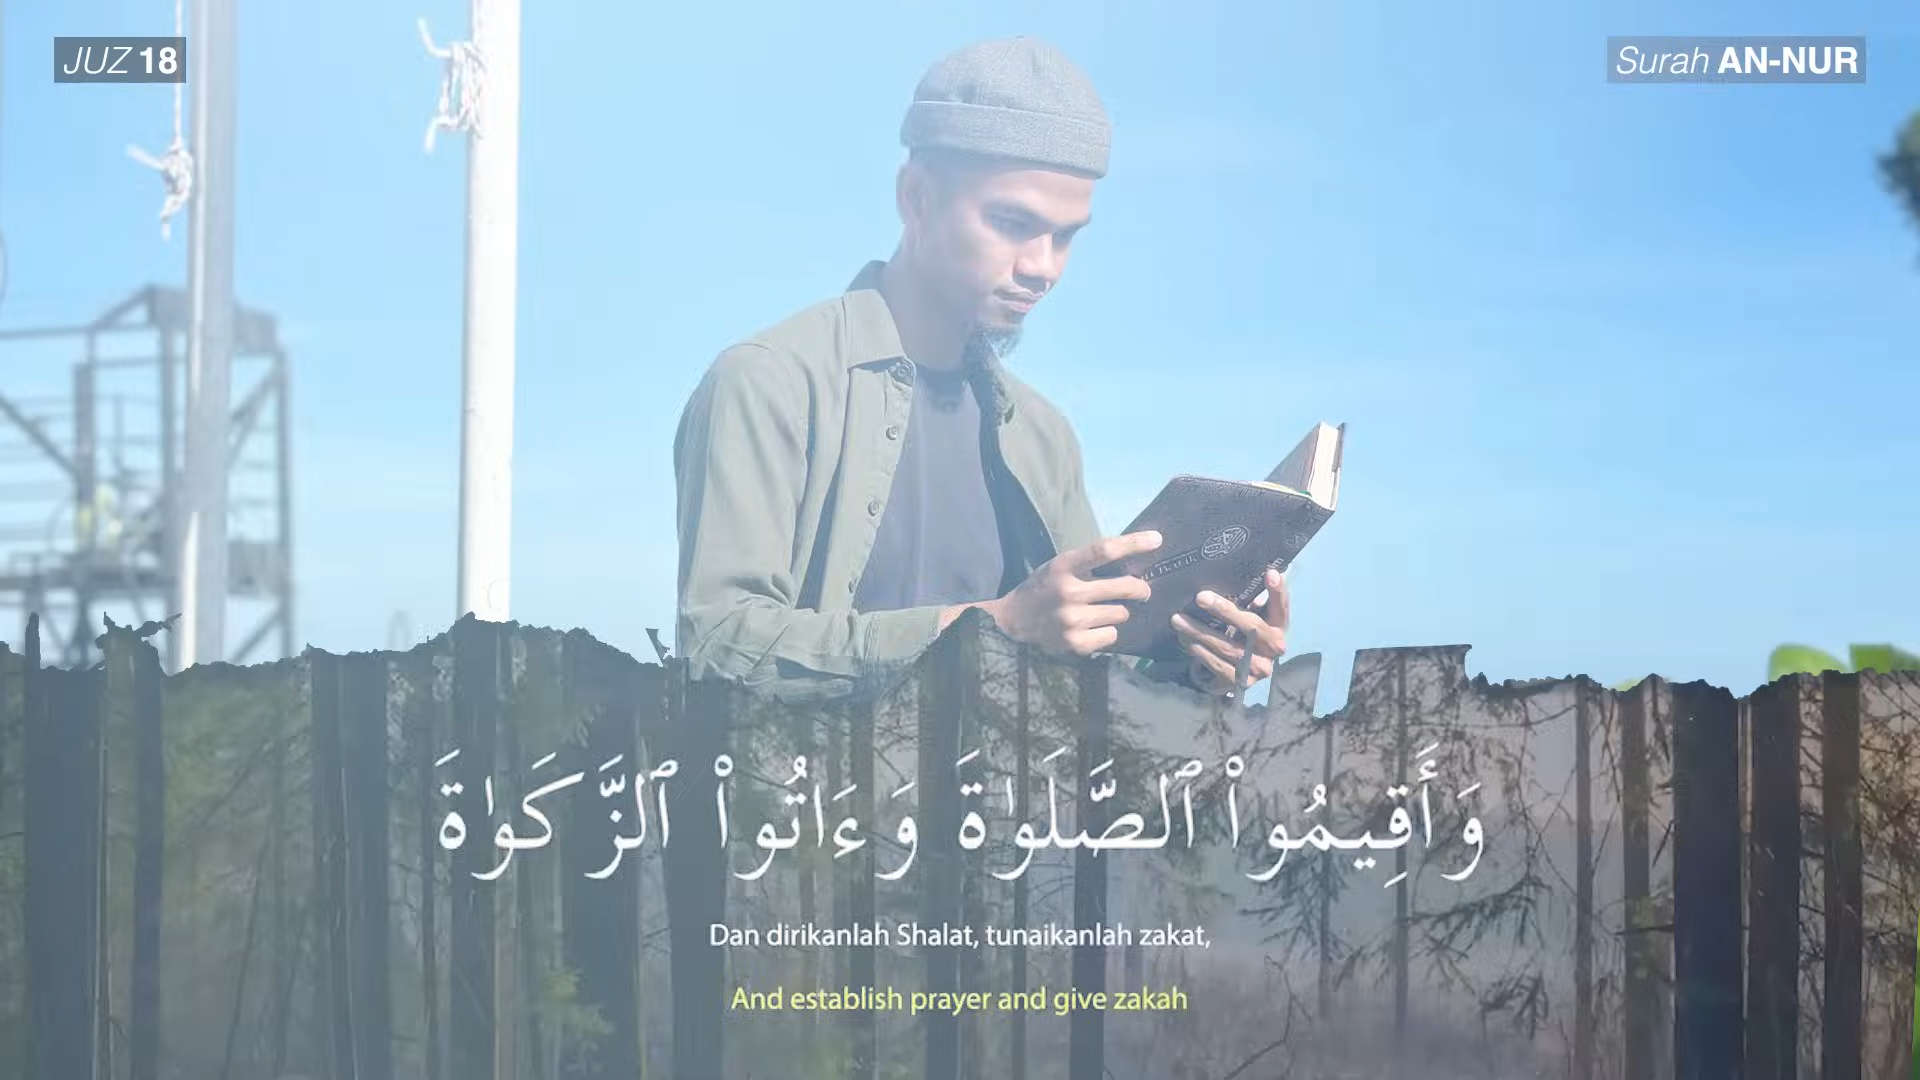 JUZ 18
Surah AN-NUR
وَأَقِيمُوا۟ ٱلصَّلَوٰةَ وَءَاتُوا۟ ٱلزَّكَوٰةَ
Dan dirikanlah Shalat, tunaikanlah zakat,
And establish prayer and give zakah